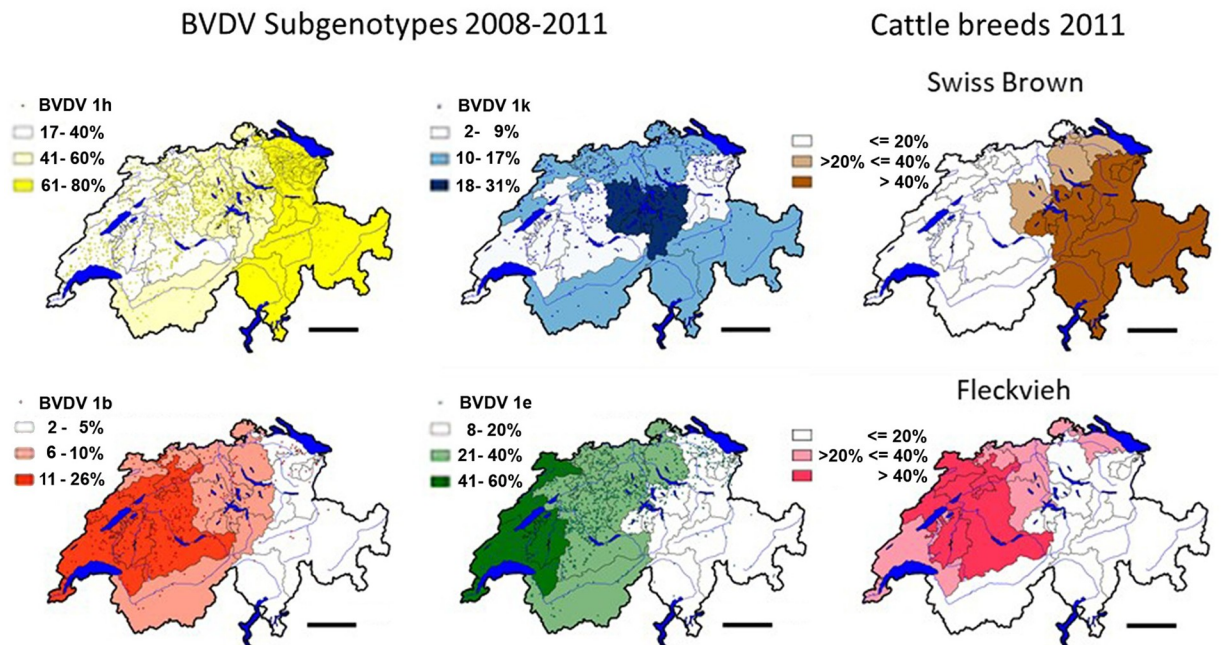 BVDV Subgenotypes 2008-2011
Cattle breeds 2011
Swiss Brown
BVDV 1h
17- 40%
41- 60%
61- 80%
BVDV 1k
2- 9%
10- 17%
18- 31%
<= 20%
>20% <= 40%
> 40%
Fleckvieh
BVDV 1b
2 - 5%
6 - 10%
11 - 26%
BVDV 1e
8- 20%
21- 40%
41- 60%
<= 20%
>20% <= 40%
> 40%